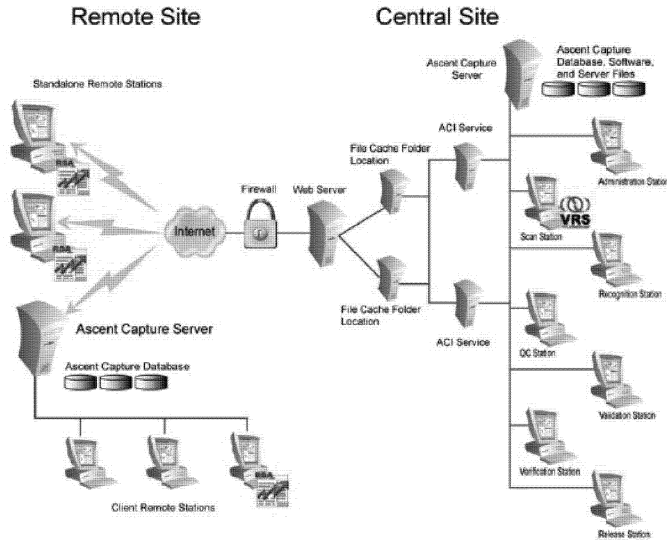 Remote Site
Central Site
Standalone Remote Stations
RSA
RSA
Ascent Capture
Server
Ascent Capture
Database, Software,
and Server Files
ACI Service
File Cache Folder
Location
Firewall
Web Server
Internet
Administration Station
VRS
Scan Station
Recognition Station
File Cache Folder
Location
ACI Service
QC Station
Ascent Capture Server
Ascent Capture Database
Validation Station
Verification Station
RSA
Client Remote Stations
Release Station